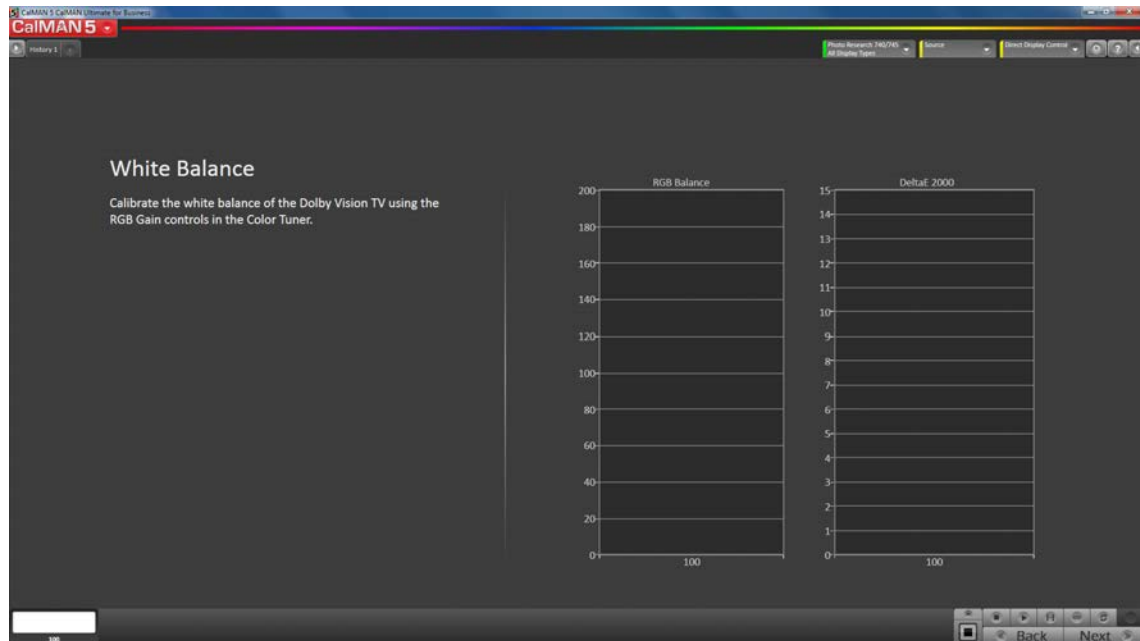 CalMAN 5 CalMAN Ultimate for Business
CalMAN 5
History 1
Photo Research 740/745
All Display Types
Source
Direct Display Control
White Balance
Calibrate the white balance of the Dolby Vision TV using the
RGB Gain controls in the Color Tuner.
RGB Balance
200
180
160
140
120
100
80
60
40
20
0
100
DeltaE 2000
15
14
13
12
11
10
9
8
7
6
5
4
3
2
1
0
100
100
Back
Next